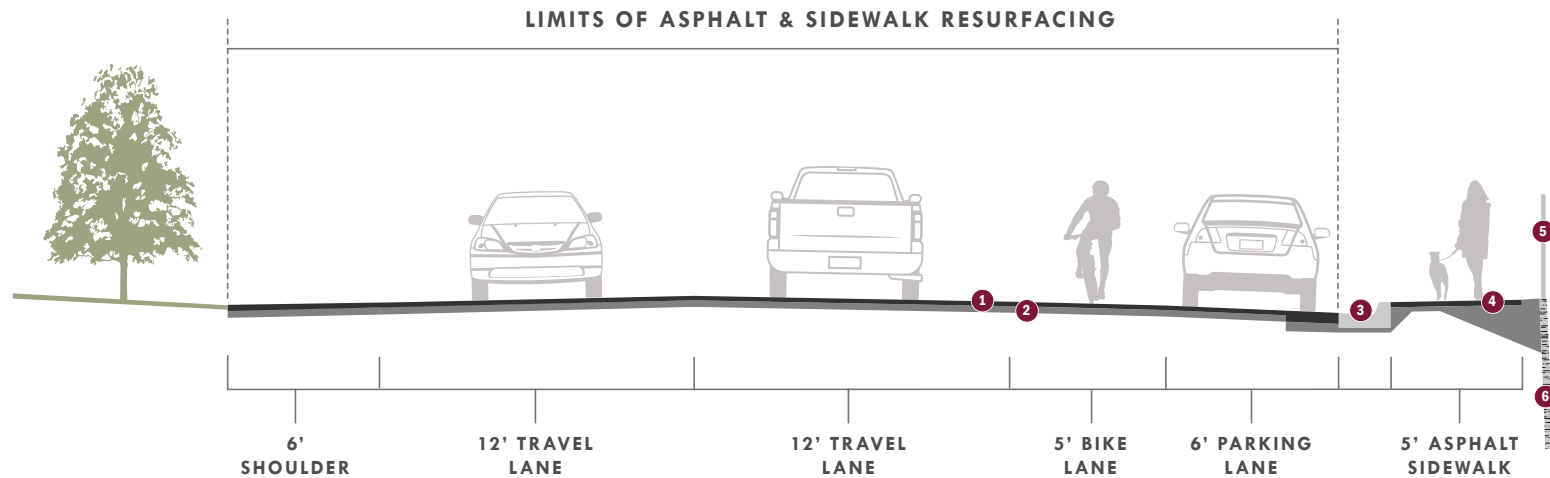 LIMITS OF ASPHALT & SIDEWALK RESURFACING
5
1
2
3
4
6
6’
SHOULDER
12’ TRAVEL
LANE
12’ TRAVEL
LANE
5’ BIKE
LANE
6’ PARKING
LANE
5’ ASPHALT
SIDEWALK